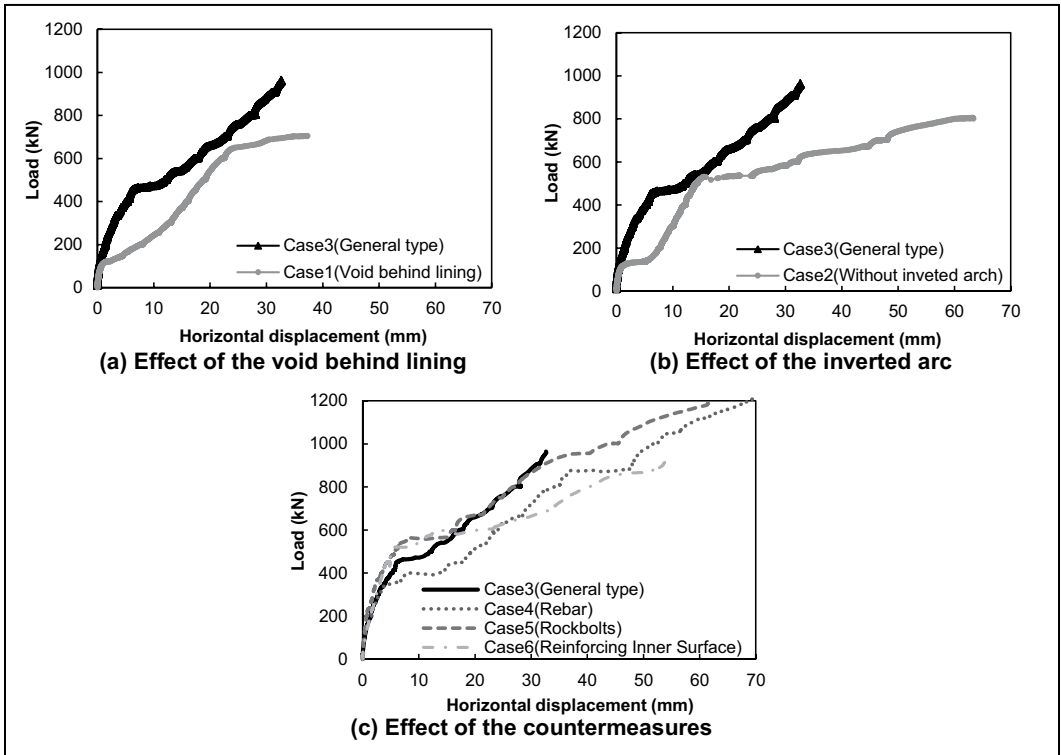 1200
1000
800
600
400
200
0
Load (kN)
Case3(General type)
Case1(Void behind lining)
0 10 20 30 40 50 60 70
Horizontal displacement (mm)
(a) Effect of the void behind lining
1200
1000
800
600
400
200
0
Load (kN)
Case3(General type)
Case2(Without inveted arch)
0 10 20 30 40 50 60 70
Horizontal displacement (mm)
(b) Effect of the inverted arc
1200
1000
800
600
400
200
0
Load (kN)
Case3(General type)
Case4(Rebar)
Case5(Rockbolts)
Case6(Reinforcing Inner Surface)
0 10 20 30 40 50 60 70
Horizontal displacement (mm)
(c) Effect of the countermeasures